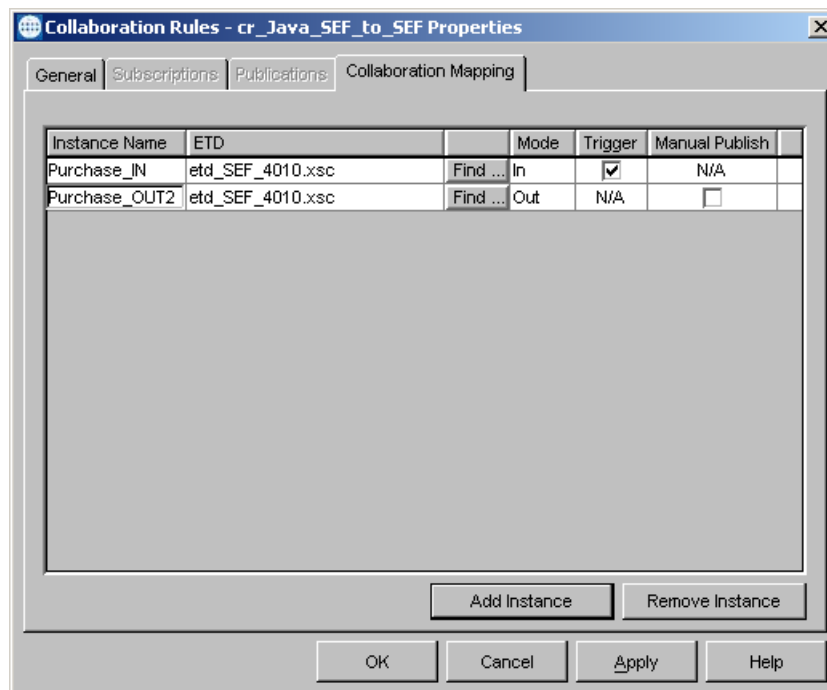 Collaboration Rules - cr_Java_SEF_to_SEF Properties
General Subscriptions Publications Collaboration Mapping
Instance Name ETD Mode Trigger Manual Publish
Purchase_IN etd_SEF_4010.xsc Find ... In N/A
Purchase_OUT2 etd_SEF_4010.xsc Find ... Out N/A
Add Instance Remove Instance
OK Cancel Apply Help